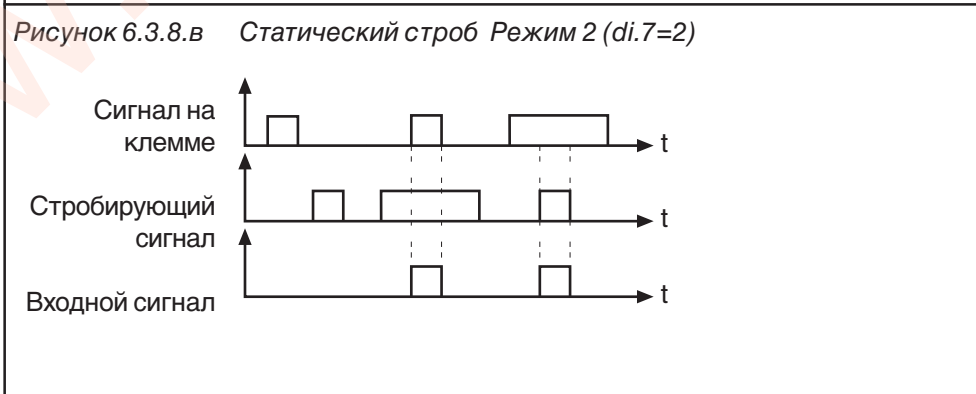 Рисунок 6.3.8.в Статический строб Режим 2 (di.7=2)
Сигнал на
клемме
t
Стробирующий
сигнал
t
Входной сигнал
t